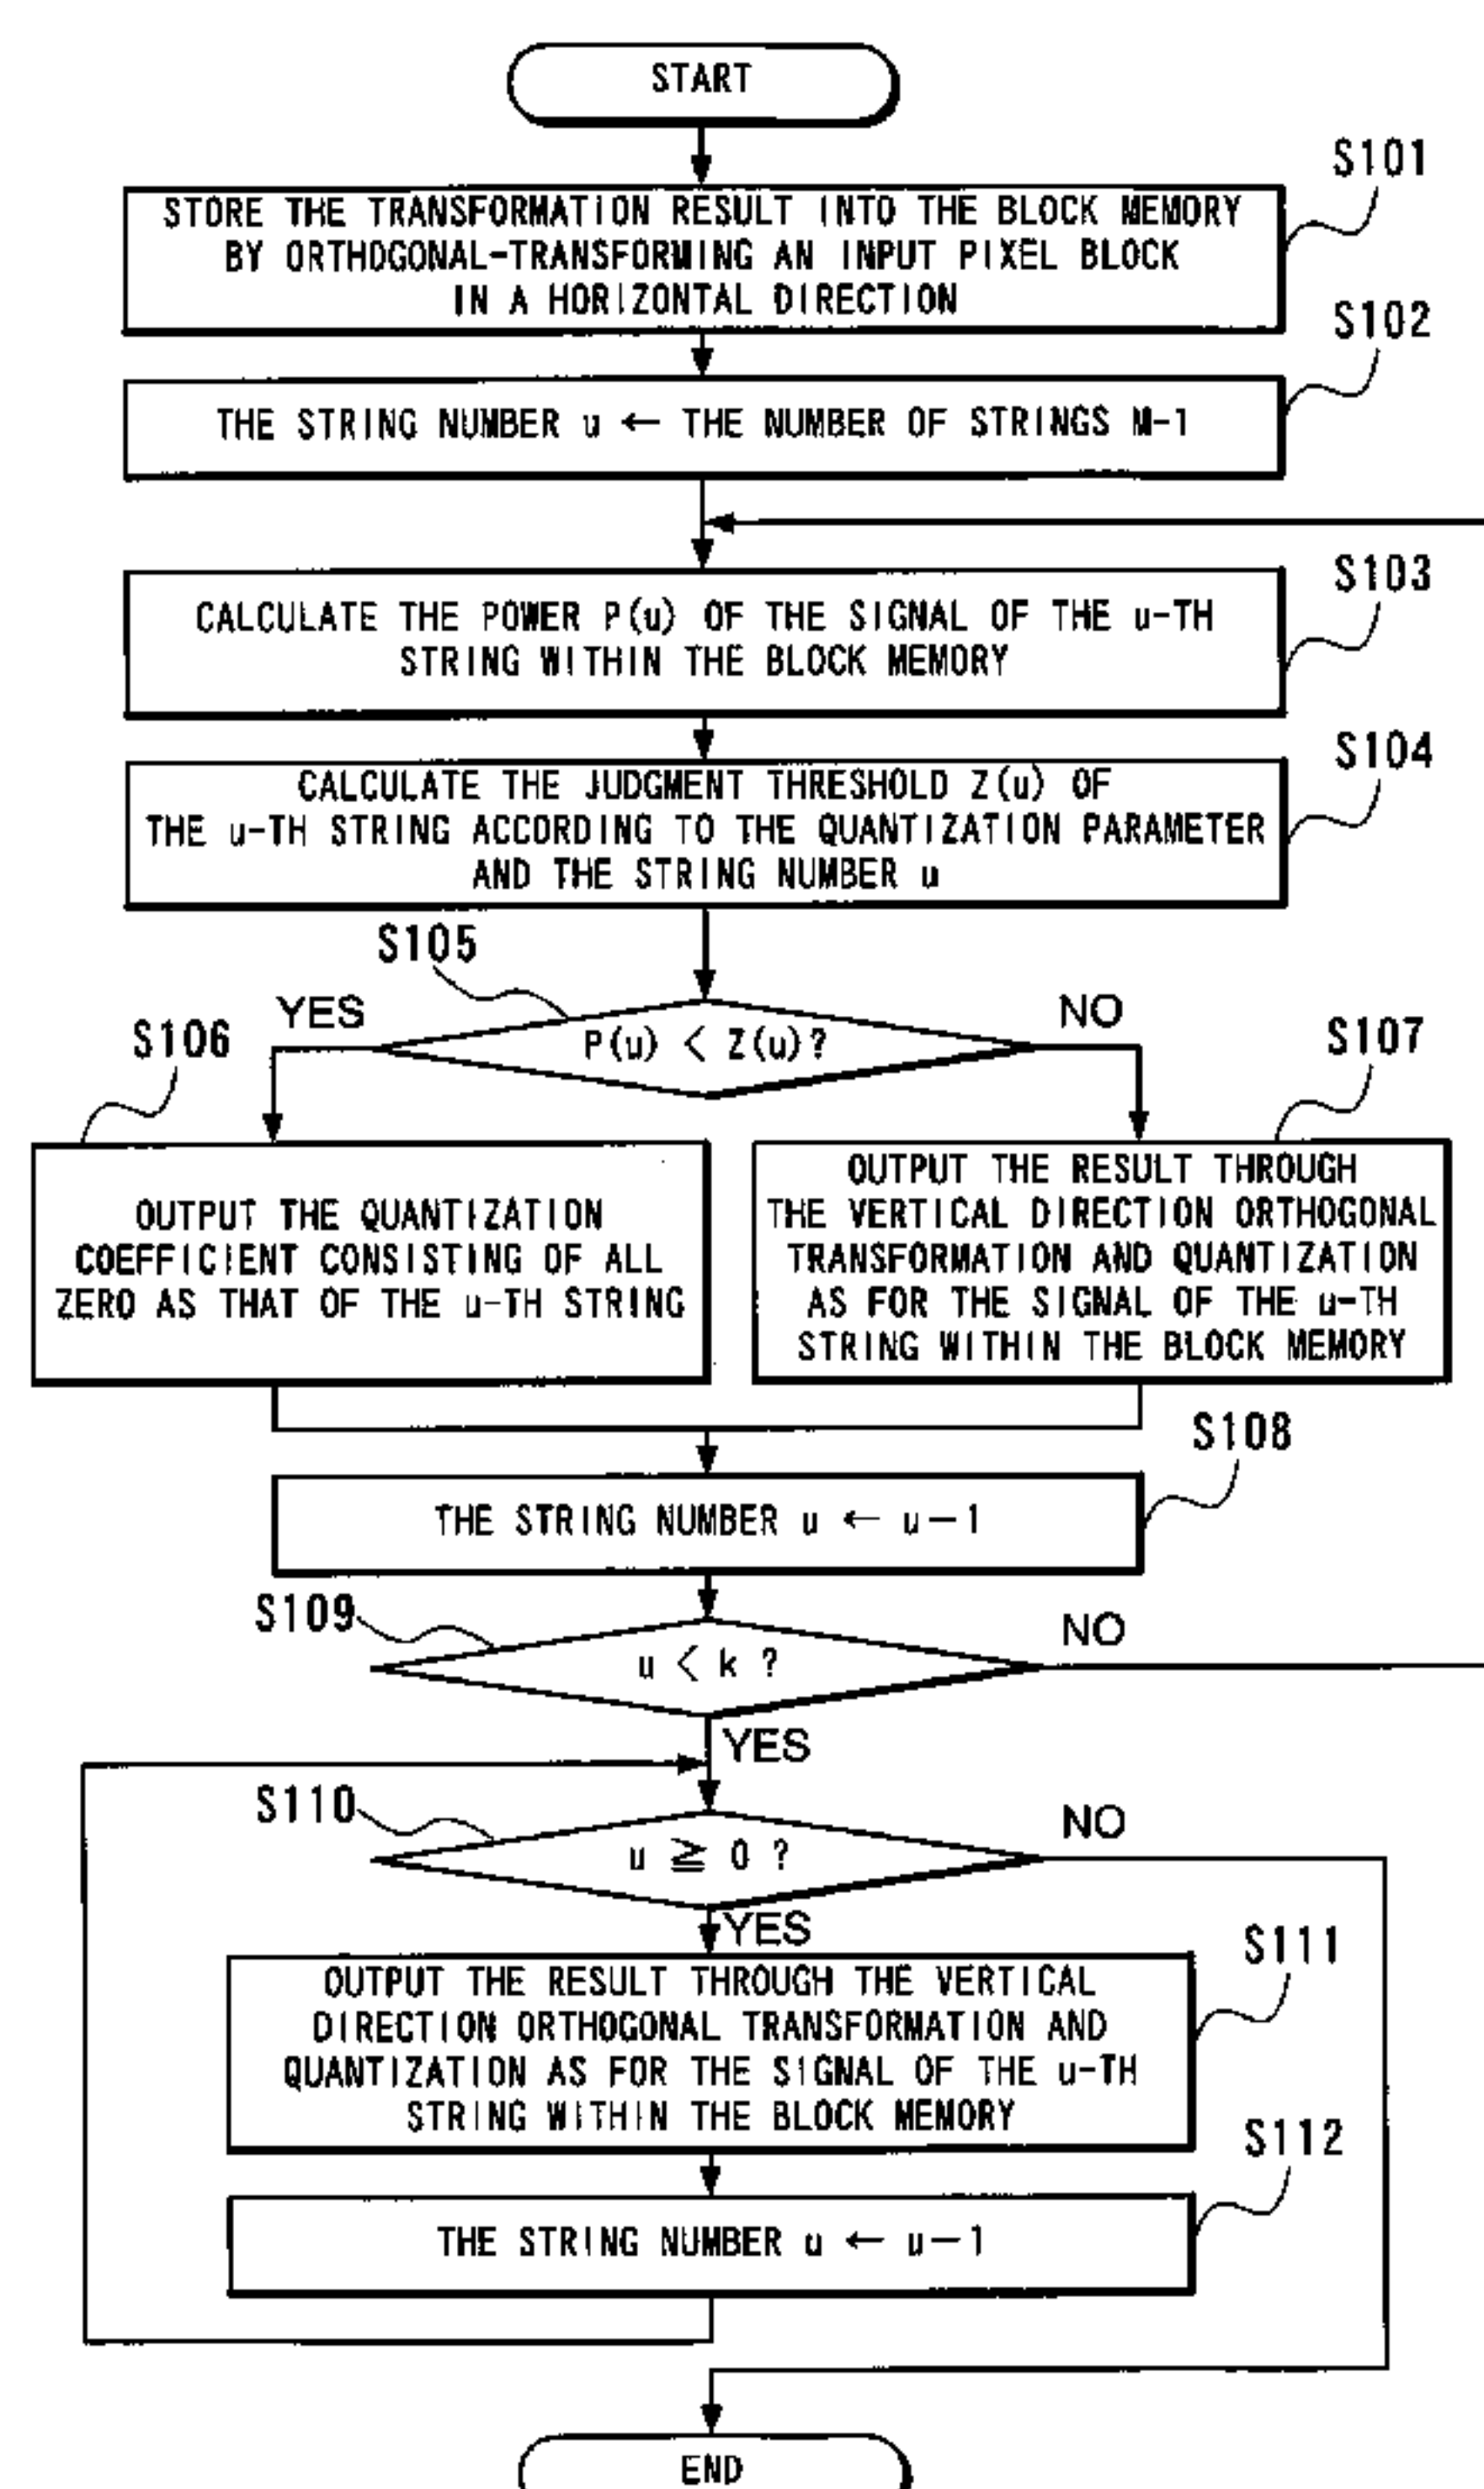 START
S101
STORE THE TRANSFORMATION RESULT INTO THE BLOCK MEMORY
BY ORTHOGONAL-TRANSFORMING AN INPUT PIXEL BLOCK
IN A HORIZONTAL DIRECTION
S102
THE STRING NUMBER u ← THE NUMBER OF STRINGS M-1
S103
CALCULATE THE POWER P(u) OF THE SIGNAL OF THE u-TH
STRING WITHIN THE BLOCK MEMORY
S104
CALCULATE THE JUDGMENT THRESHOLD Z(u) OF
THE u-TH STRING ACCORDING TO THE QUANTIZATION PARAMETER
AND THE STRING NUMBER u
S105
YES
P(u) < Z(u)?
NO
S106
OUTPUT THE QUANTIZATION
COEFFICIENT CONSISTING OF ALL
ZERO AS THAT OF THE u-TH STRING
S107
OUTPUT THE RESULT THROUGH
THE VERTICAL DIRECTION ORTHOGONAL
TRANSFORMATION AND QUANTIZATION
AS FOR THE SIGNAL OF THE u-TH
STRING WITHIN THE BLOCK MEMORY
S108
THE STRING NUMBER u ← u-1
S109
u < k ?
NO
YES
S110
u ≧ 0 ?
NO
YES
S111
OUTPUT THE RESULT THROUGH THE VERTICAL
DIRECTION ORTHOGONAL TRANSFORMATION AND
QUANTIZATION AS FOR THE SIGNAL OF THE u-TH
STRING WITHIN THE BLOCK MEMORY
S112
THE STRING NUMBER u ← u-1
END